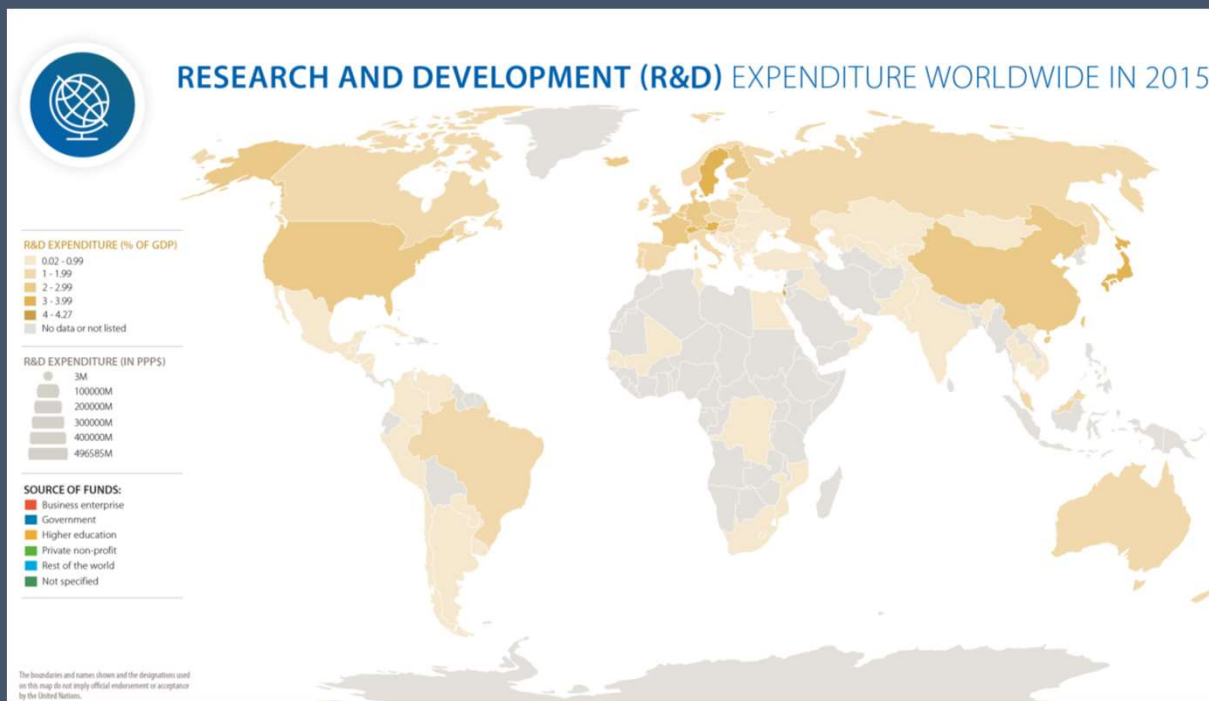 RESEARCH AND DEVELOPMENT (R&D) EXPENDITURE WORLDWIDE IN 2015
R&D EXPENDITURE (% OF GDP)
0.02 - 0.99
1 - 1.99
2 - 2.99
3 - 3.99
4 - 4.27
No data or not listed
R&D EXPENDITURE (IN PPP$)
3M
100000M
200000M
300000M
400000M
496585M
SOURCE OF FUNDS:
Business enterprise
Government
Higher education
Private non-profit
Rest of the world
Not specified
The boundaries and names shown and the designations used
on this map do not imply official endorsement or acceptance
by the United Nations.